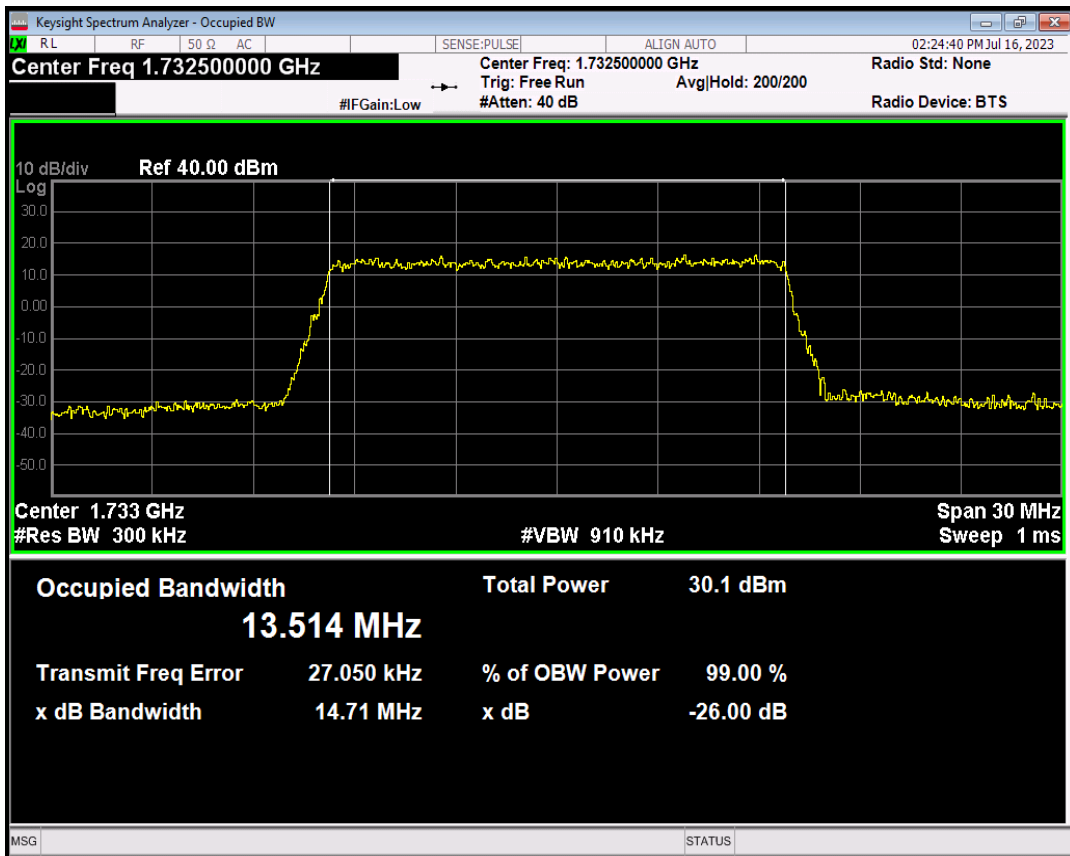 Keysight Spectrum Analyzer - Occupied BW
LXI RL RF 50 Ω AC SENSE:PULSE ALIGN AUTO 02:24:40 PM Jul 16, 2023
Center Freq 1.732500000 GHz
Center Freq: 1.732500000 GHz Radio Std: None
Trig: Free Run Avg|Hold: 200/200
#IFGain:Low #Atten: 40 dB Radio Device: BTS
10 dB/div Ref 40.00 dBm
Log
30.0
20.0
10.0
0.00
-10.0
-20.0
-30.0
-40.0
-50.0
Center 1.733 GHz Span 30 MHz
#Res BW 300 kHz #VBW 910 kHz Sweep 1 ms
Occupied Bandwidth Total Power 30.1 dBm
13.514 MHz
Transmit Freq Error 27.050 kHz % of OBW Power 99.00 %
x dB Bandwidth 14.71 MHz x dB -26.00 dB
MSG STATUS